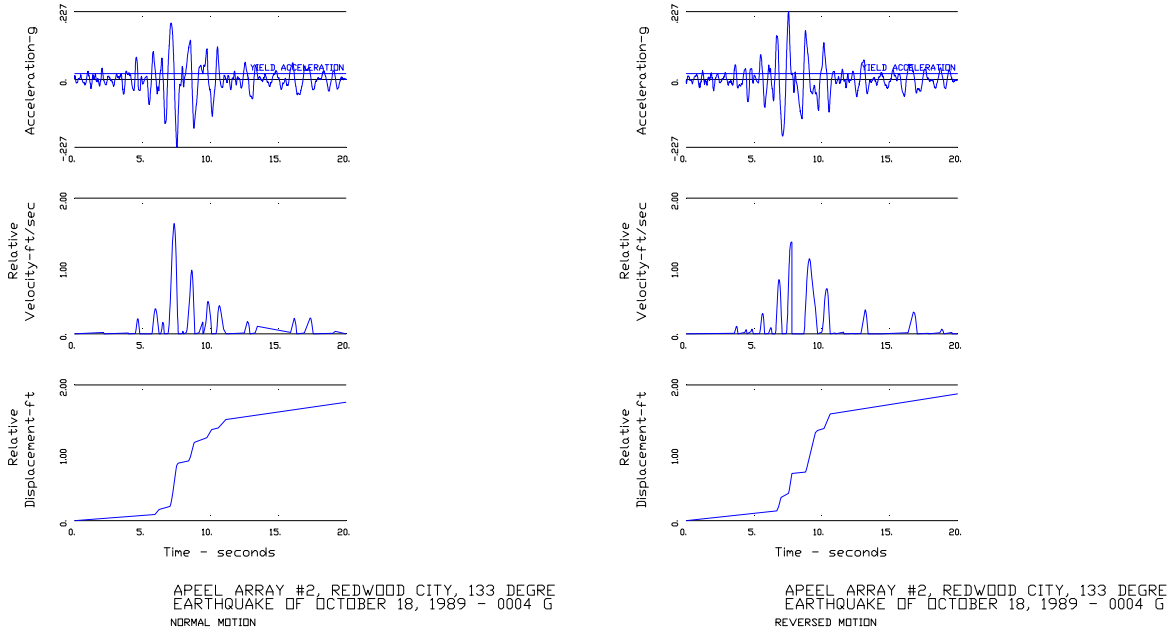 .227
0.
-.227
Acceleration-g
YIELD ACCELERATION
0. 5. 10. 15. 20.
2.00
1.00
0.
Relative
Velocity-ft/sec
0. 5. 10. 15. 20.
2.00
1.00
0.
Relative
Displacement-ft
0. 5. 10. 15. 20.
Time - seconds
APEEL ARRAY #2, REDWOOD CITY, 133 DEGRE
EARTHQUAKE OF OCTOBER 18, 1989 - 0004 G
NORMAL MOTION
.227
0.
-.227
Acceleration-g
YIELD ACCELERATION
0. 5. 10. 15. 20.
2.00
1.00
0.
Relative
Velocity-ft/sec
0. 5. 10. 15. 20.
2.00
1.00
0.
Relative
Displacement-ft
0. 5. 10. 15. 20.
Time - seconds
APEEL ARRAY #2, REDWOOD CITY, 133 DEGRE
EARTHQUAKE OF OCTOBER 18, 1989 - 0004 G
REVERSED MOTION